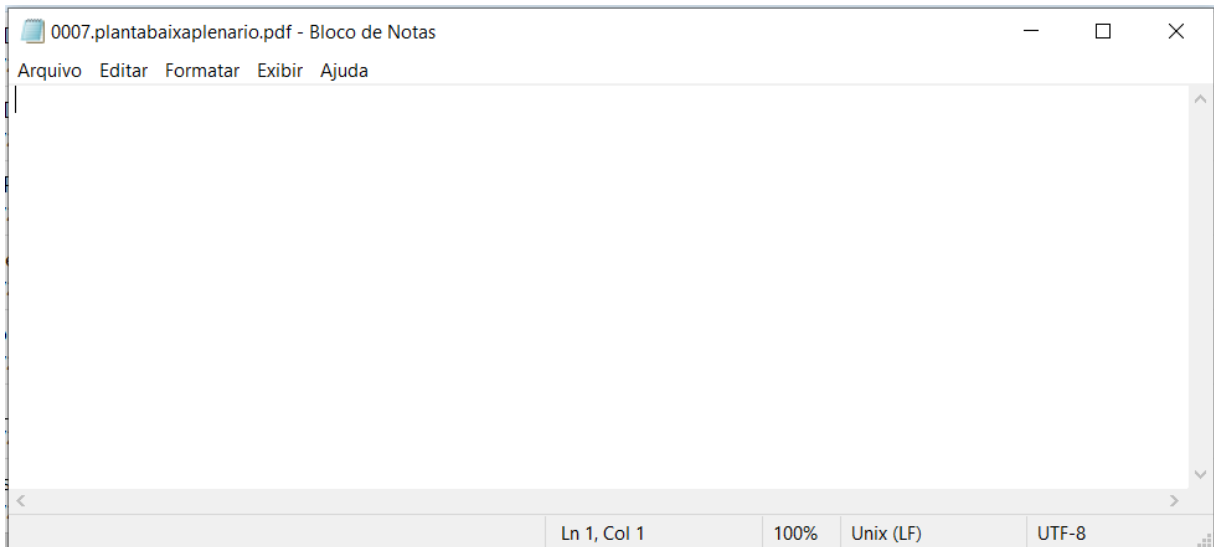 0007.plantabaixaplenario.pdf - Bloco de Notas
Arquivo Editar Formatar Exibir Ajuda
Ln 1, Col 1 100% Unix (LF) UTF-8